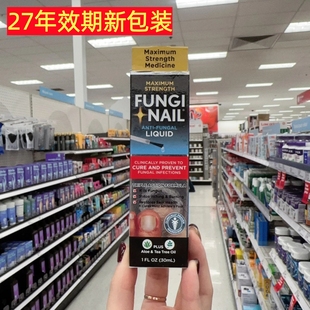 27年效期新包装
Maximum
Strength
Medicine
MAXIMUM
STRENGTH
FUNGI
NAIL
ANTI-FUNGAL
LIQUID
CLINICALLY PROVEN TO
CURE AND PREVENT
FUNGAL INFECTIONS
PLUS
Aloe & Tea Tree Oil
1 FL OZ (30mL)